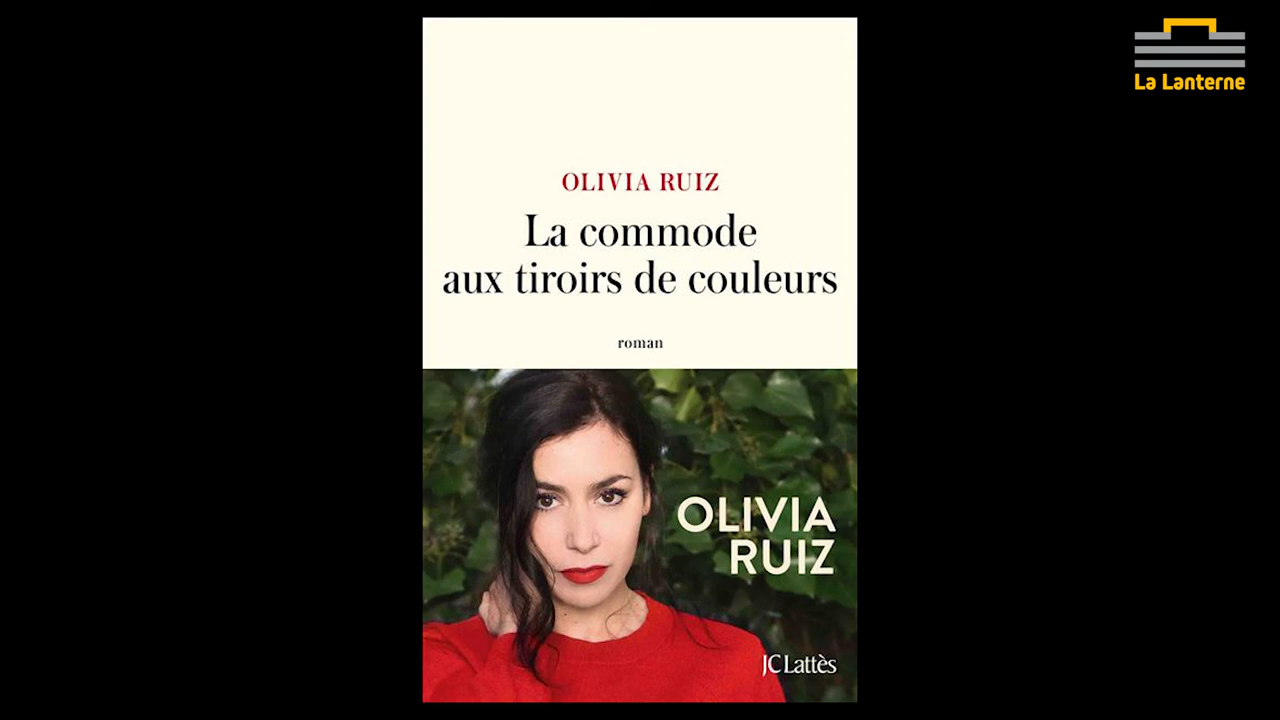 La Lanterne
OLIVIA RUIZ
La commode
aux tiroirs de couleurs
roman
OLIVIA
RUIZ
JC Lattès